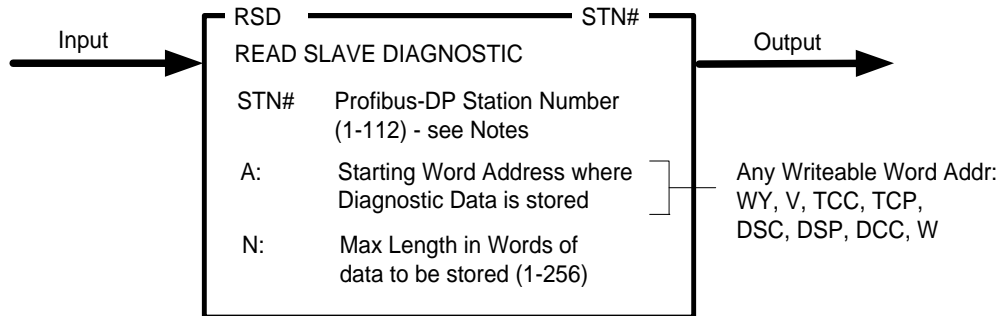 RSD STN#
Input
READ SLAVE DIAGNOSTIC
Output
STN# Profibus-DP Station Number
(1-112) - see Notes
A: Starting Word Address where
Diagnostic Data is stored
Any Writeable Word Addr:
WY, V, TCC, TCP,
DSC, DSP, DCC, W
N: Max Length in Words of
data to be stored (1-256)